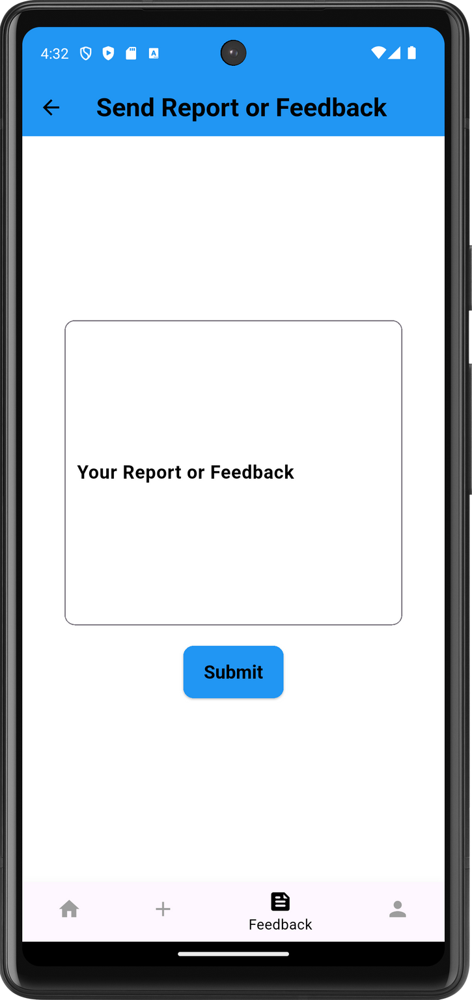 4:32
Send Report or Feedback
Your Report or Feedback
Submit
Feedback